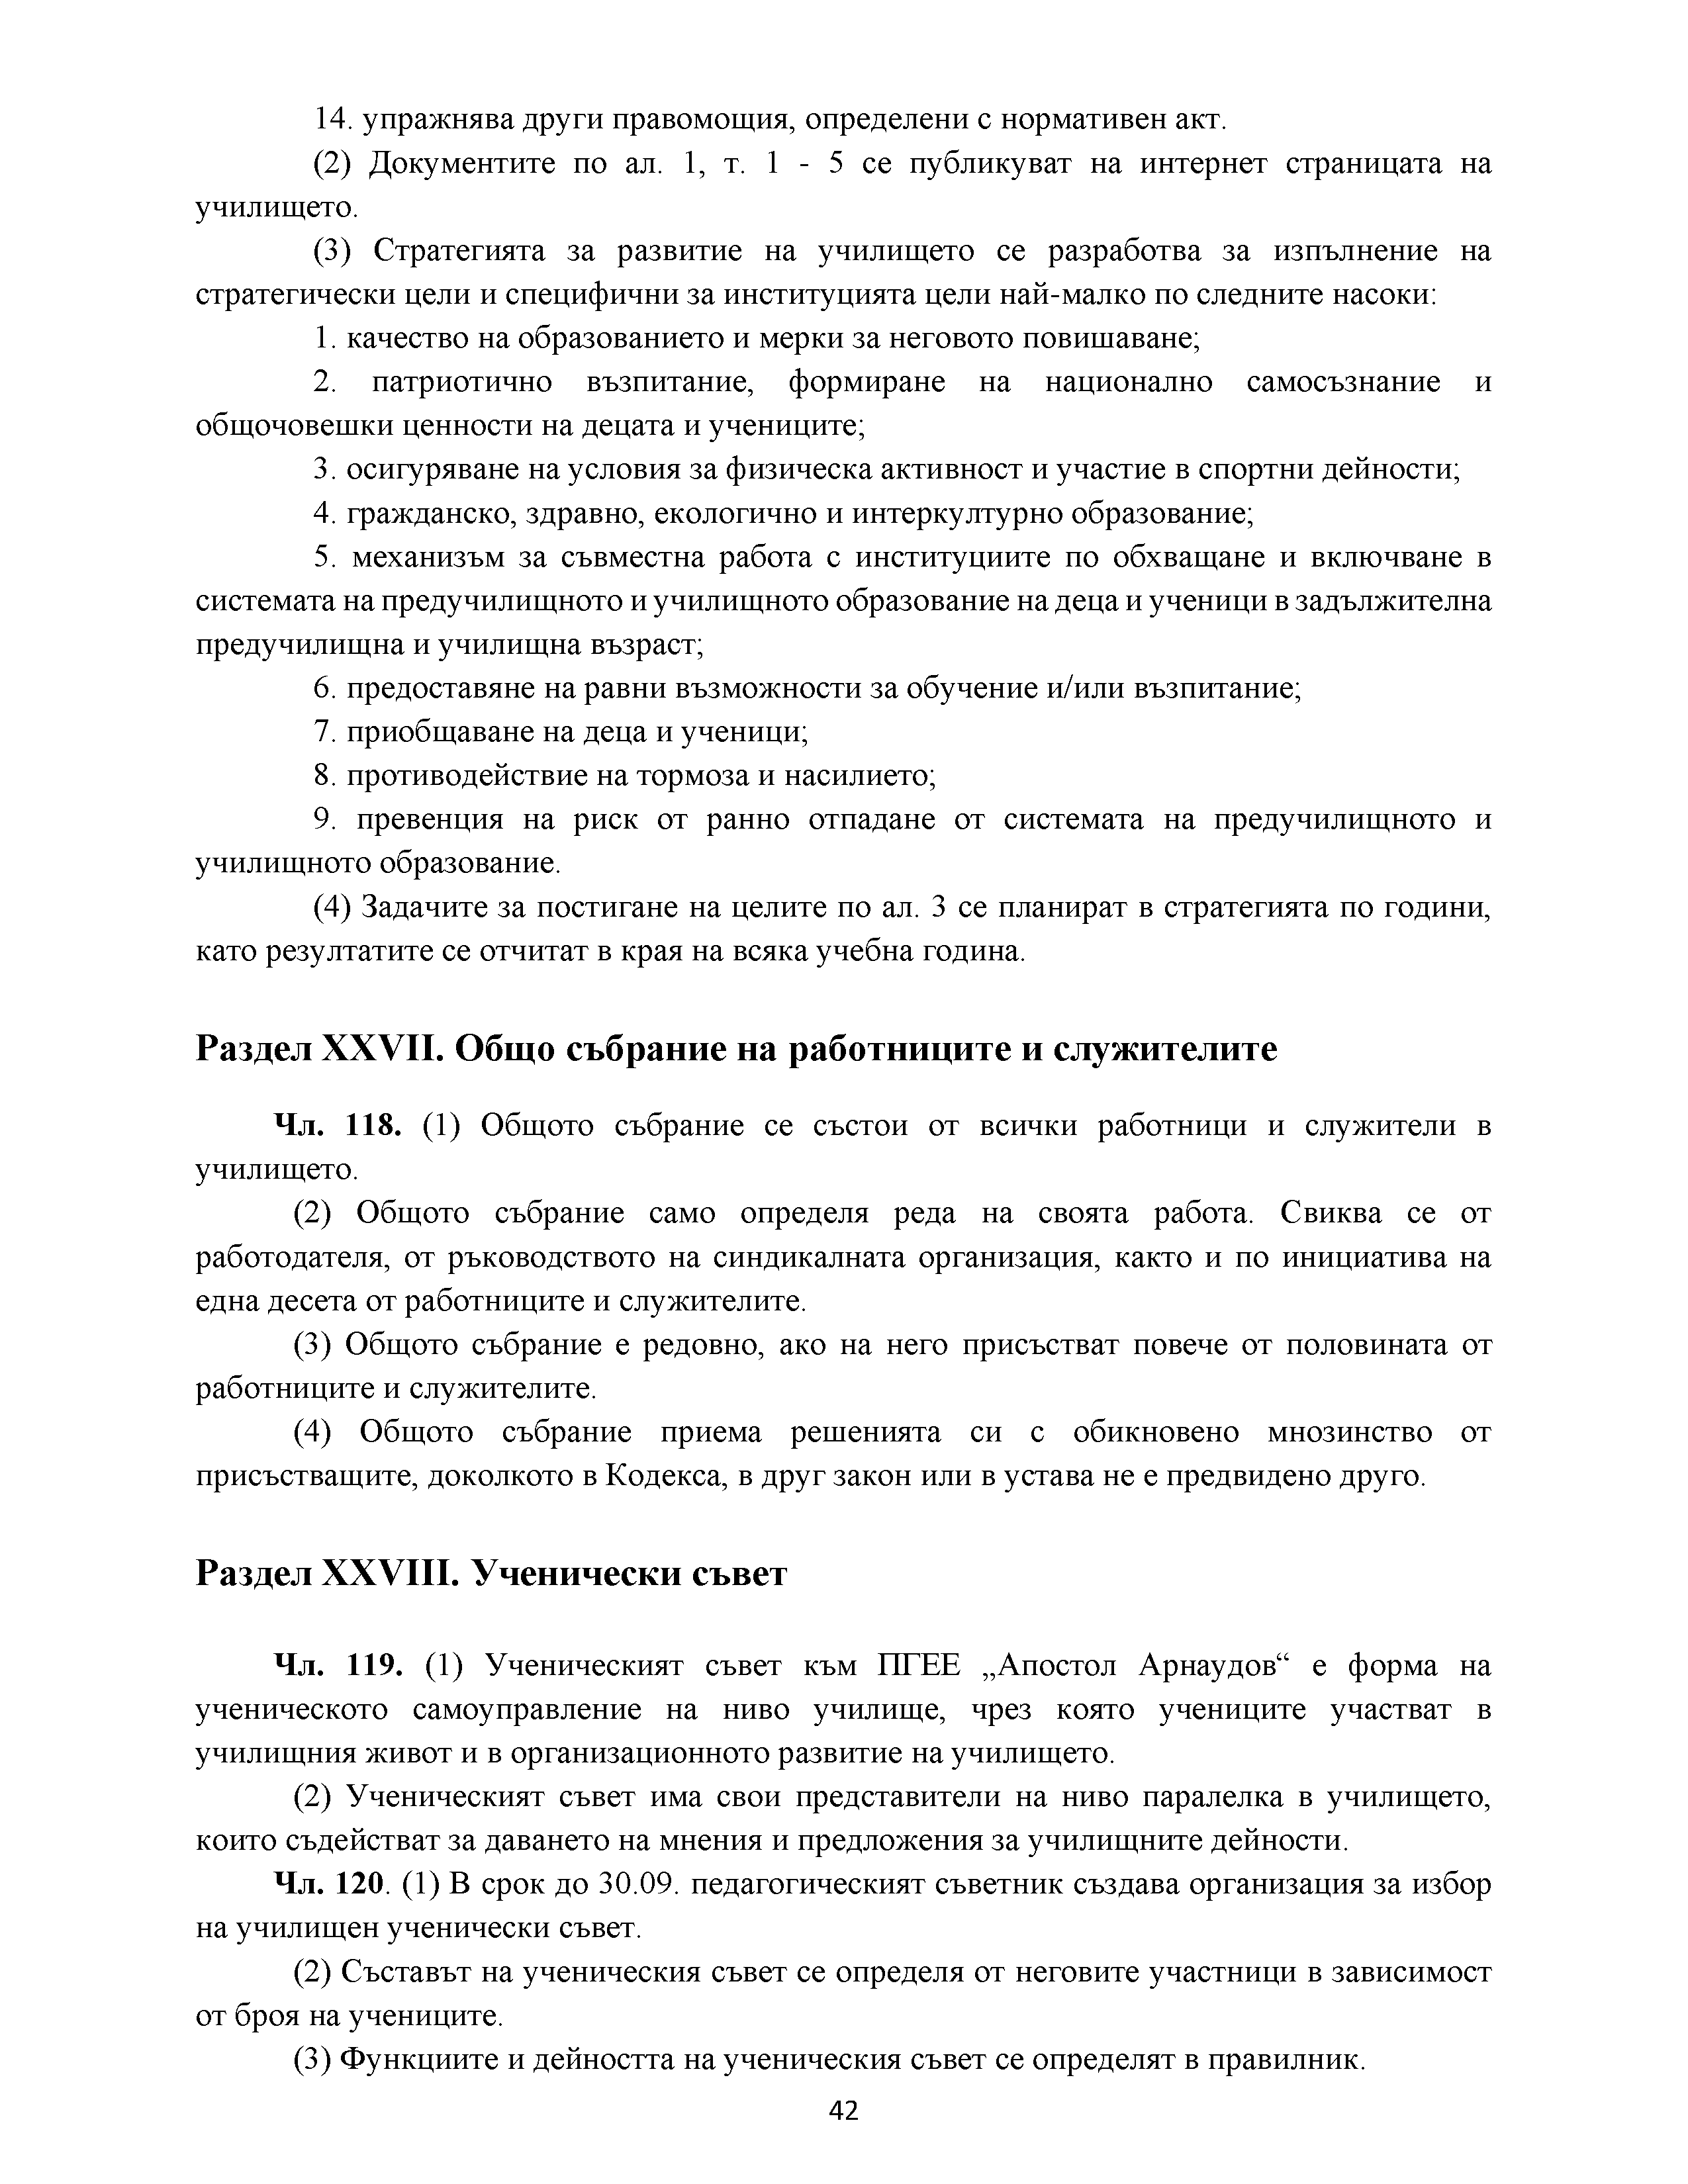 14. упражнява други правомощия, определени с нормативен акт.
(2) Документите по ал. 1, т. 1 - 5 се публикуват на интернет страницата на
училището.
(3) Стратегията за развитие на училището се разработва за изпълнение на
стратегически цели и специфични за институцията цели най-малко по следните насоки:
1. качество на образованието и мерки за неговото повишаване;
2. патриотично възпитание, формиране на национално самосъзнание и
общочовешки ценности на децата и учениците;
3. осигуряване на условия за физическа активност и участие в спортни дейности;
4. гражданско, здравно, екологично и интеркултурно образование;
5. механизъм за съвместна работа с институциите по обхващане и включване в
системата на предучилищното и училищното образование на деца и ученици в задължителна
предучилищна и училищна възраст;
6. предоставяне на равни възможности за обучение и/или възпитание;
7. приобщаване на деца и ученици;
8. противодействие на тормоза и насилието;
9. превенция на риск от ранно отпадане от системата на предучилищното и
училищното образование.
(4) Задачите за постигане на целите по ал. 3 се планират в стратегията по години,
като резултатите се отчитат в края на всяка учебна година.
Раздел XXVII. Общо събрание на работниците и служителите
Чл. 118. (1) Общото събрание се състои от всички работници и служители в
училището.
(2) Общото събрание само определя реда на своята работа. Свиква се от
работодателя, от ръководството на синдикалната организация, както и по инициатива на
една десета от работниците и служителите.
(3) Общото събрание е редовно, ако на него присъстват повече от половината от
работниците и служителите.
(4) Общото събрание приема решенията си с обикновено мнозинство от
присъстващите, доколкото в Кодекса, в друг закон или в устава не е предвидено друго.
Раздел XXVIII. Ученически съвет
Чл. 119. (1) Ученическият съвет към ПГЕЕ „Апостол Арнаудов“ е форма на
ученическото самоуправление на ниво училище, чрез която учениците участват в
училищния живот и в организационното развитие на училището.
(2) Ученическият съвет има свои представители на ниво паралелка в училището,
които съдействат за даването на мнения и предложения за училищните дейности.
Чл. 120. (1) В срок до 30.09. педагогическият съветник създава организация за избор
на училищен ученически съвет.
(2) Съставът на ученическия съвет се определя от неговите участници в зависимост
от броя на учениците.
(3) Функциите и дейността на ученическия съвет се определят в правилник.
42